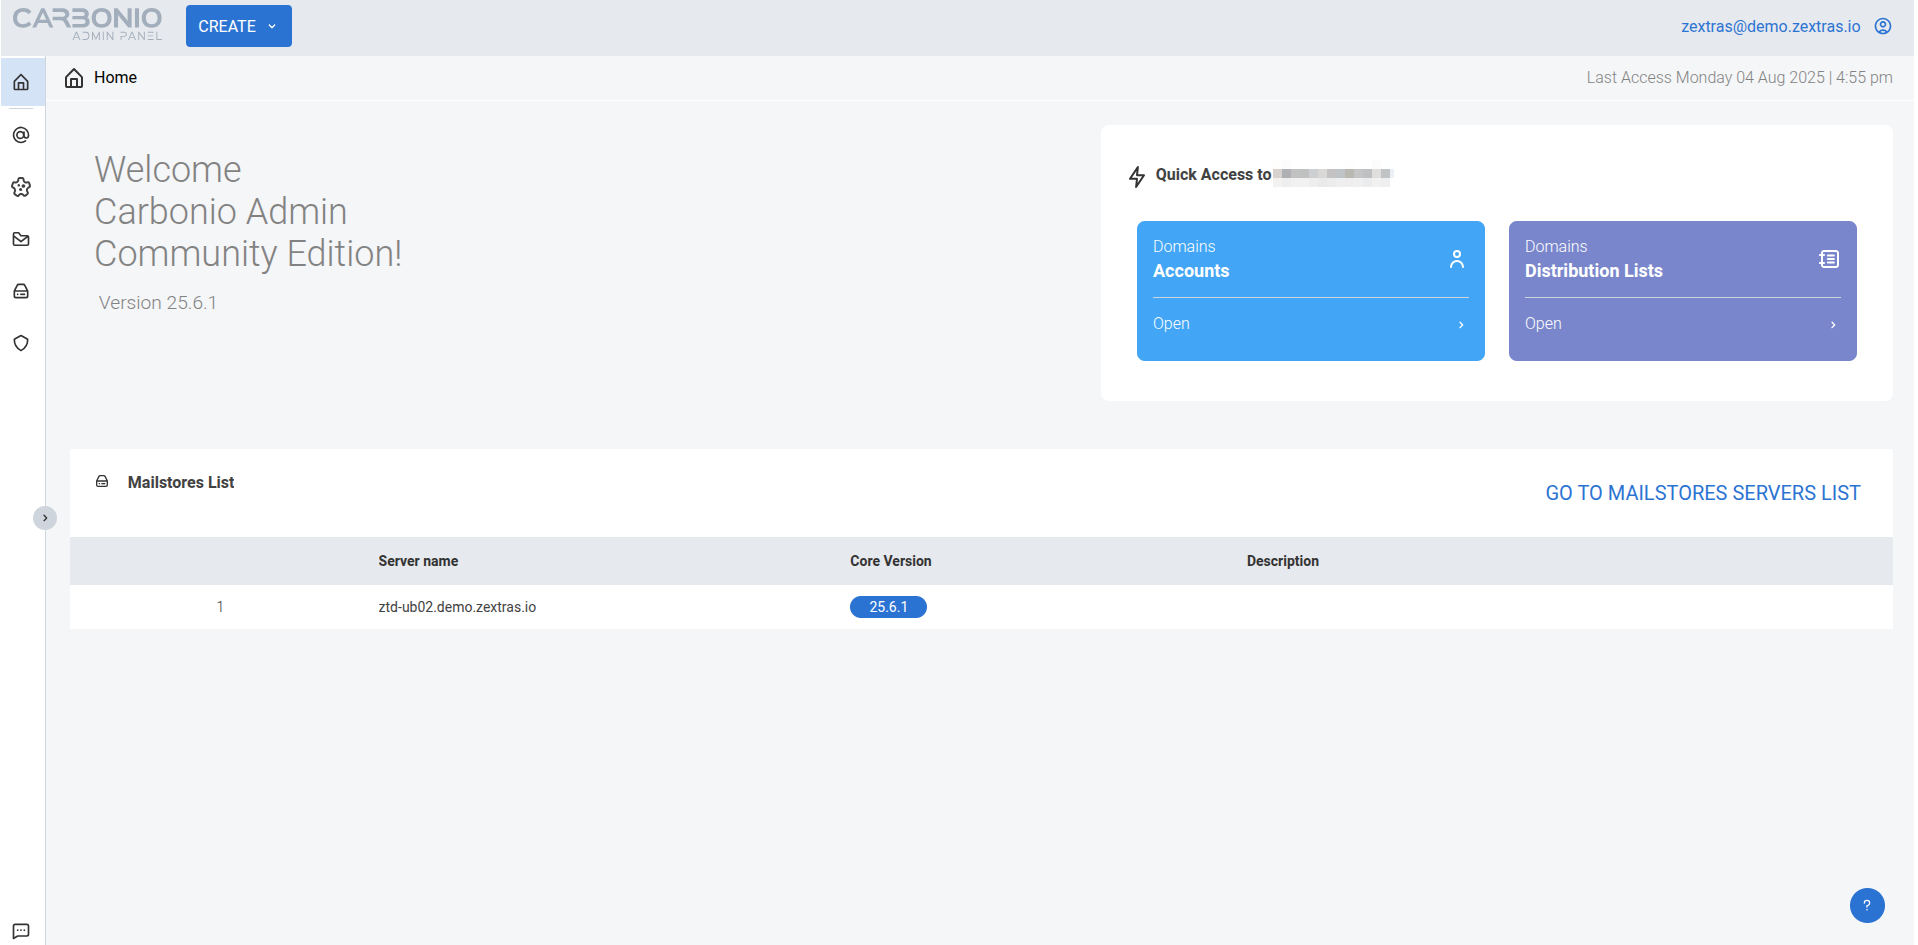 CARBONIO
ADMIN PANEL
CREATE
zextras@demo.zextras.io
Home
Last Access Monday 04 Aug 2025 | 4:55 pm
Welcome
Carbonio Admin
Community Edition!
Version 25.6.1
Quick Access to
Domains
Accounts
Open
Domains
Distribution Lists
Open
Mailstores List
GO TO MAILSTORES SERVERS LIST
Server name Core Version Description
1 ztd-ub02.demo.zextras.io 25.6.1
?